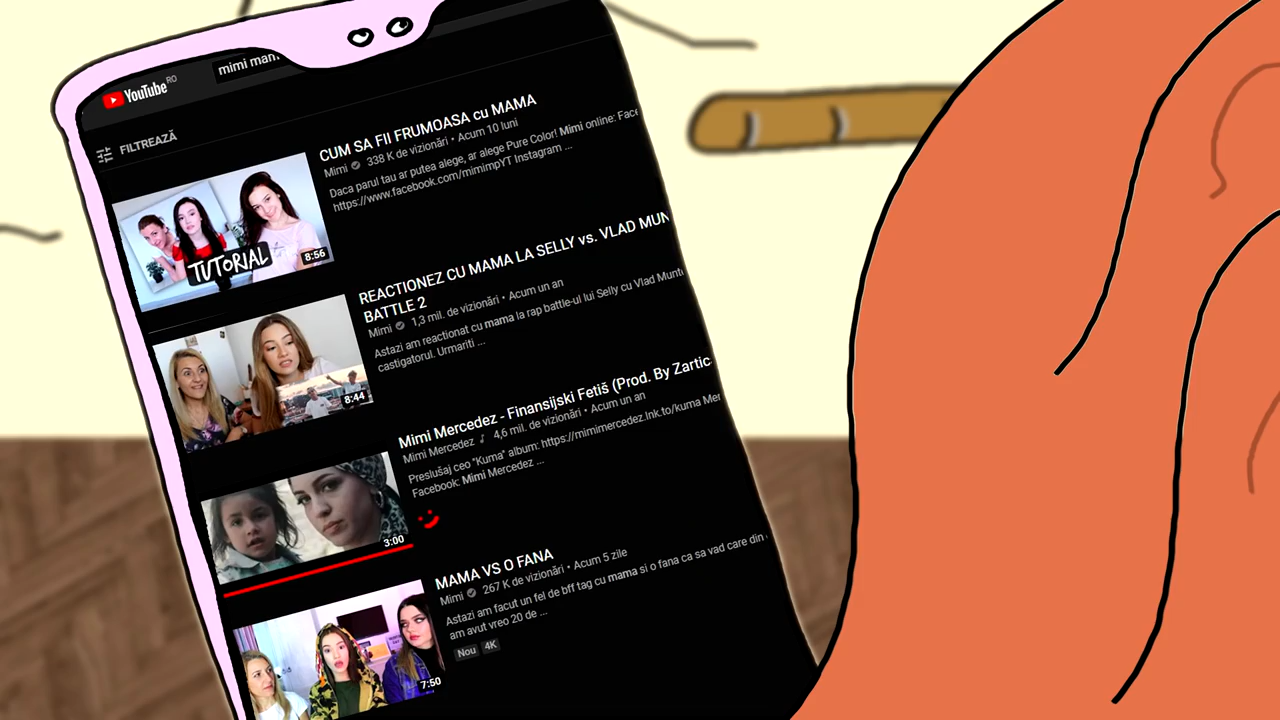 YouTube RO
mimi mam
FILTREAZĂ
CUM SA FII FRUMOASA cu MAMA
Mimi 338 K de vizionări • Acum 10 luni
Daca parul tau ar putea alege, ar alege Pure Color! Mimi online: Face
https://www.facebook.com/mimimpYT Instagram ...
TUTORIAL
8:56
REACTIONEZ CU MAMA LA SELLY vs. VLAD MUN
BATTLE 2
Mimi 1,3 mil. de vizionări • Acum un an
Astazi am reactionat cu mama la rap battle-ul lui Selly cu Vlad Munt
castigatorul. Urmariti ...
8:44
Mimi Mercedez - Finansijski Fetiš (Prod. By Zartic
Mimi Mercedez 4,6 mil. de vizionări • Acum un an
Preslušaj ceo "Kuma" album: https://mimimercedez.lnk.to/kuma Mer
Facebook: Mimi Mercedez ...
3:00
MAMA VS O FANA
Mimi 267 K de vizionări • Acum 5 zile
Astazi am facut un fel de bff tag cu mama si o fana ca sa vad care din
am avut vreo 20 de ...
Nou 4K
7:50